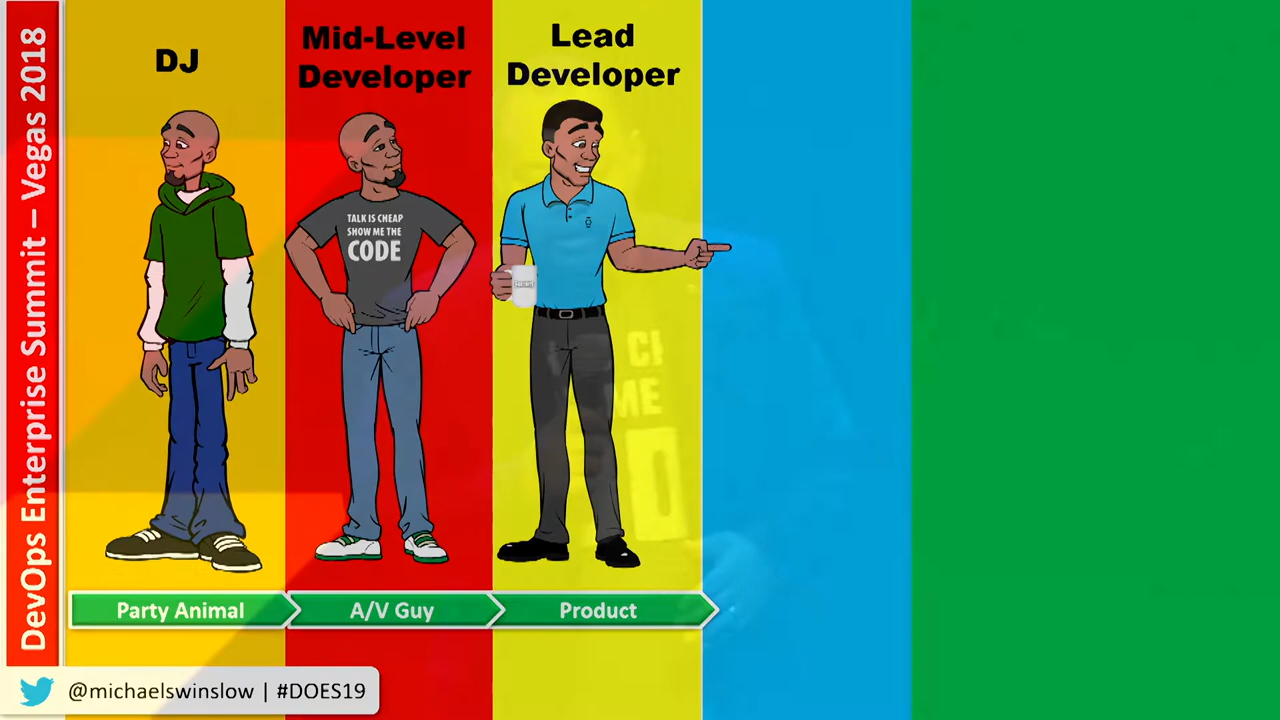 DevOps Enterprise Summit – Vegas 2018
DJ
Mid-Level
Developer
Lead
Developer
TALK IS CHEAP
SHOW ME THE
CODE
ME
Party Animal
A/V Guy
Product
@michaelswinslow | #DOES19